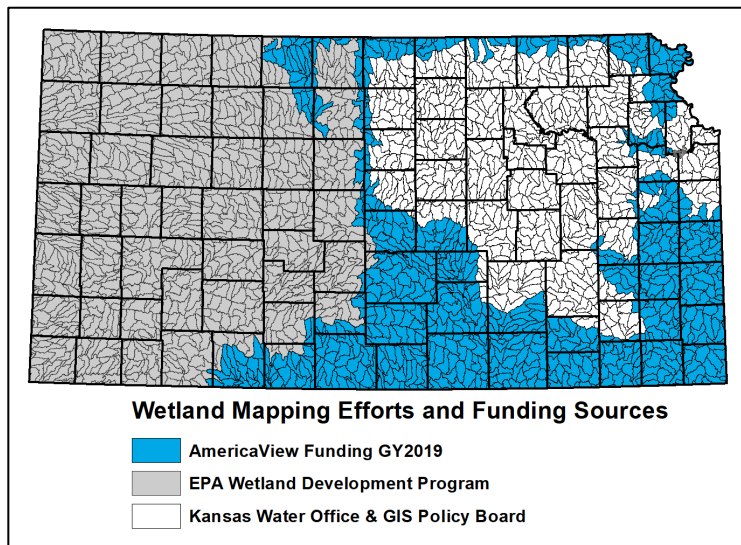 Wetland Mapping Efforts and Funding Sources
AmericaView Funding GY2019
EPA Wetland Development Program
Kansas Water Office & GIS Policy Board